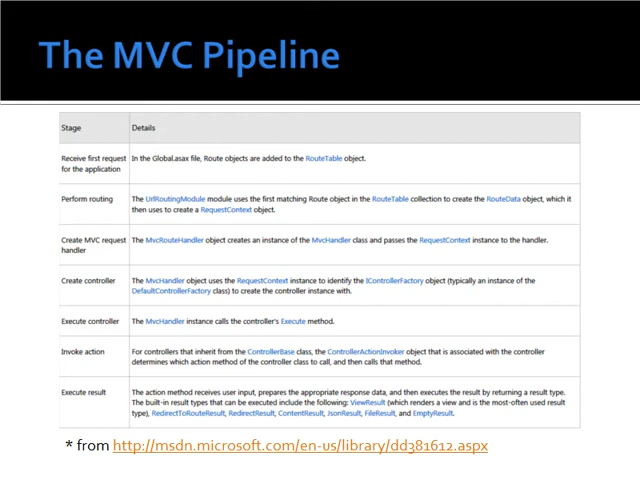 The MVC Pipeline
Stage Details
Receive first request In the Global.asax file, Route objects are added to the RouteTable object.
for the application
Perform routing The UrlRoutingModule module uses the first matching Route object in the RouteTable collection to create the RouteData object, which it
then uses to create a RequestContext object.
Create MVC request The MvcRouteHandler object creates an instance of the MvcHandler class and passes the RequestContext instance to the handler.
handler
Create controller The MvcHandler object uses the RequestContext instance to identify the IControllerFactory object (typically an instance of the
DefaultControllerFactory class) to create the controller instance with.
Execute controller The MvcHandler instance calls the controller's Execute method.
Invoke action For controllers that inherit from the ControllerBase class, the ControllerActionInvoker object that is associated with the controller
determines which action method of the controller class to call, and then calls that method.
Execute result The action method receives user input, prepares the appropriate response data, and then executes the result by returning a result type.
The built-in result types that can be executed include the following: ViewResult (which renders a view and is the most-often used result
type), RedirectToRouteResult, RedirectResult, ContentResult, JsonResult, FileResult, and EmptyResult.
* from http://msdn.microsoft.com/en-us/library/dd381612.aspx